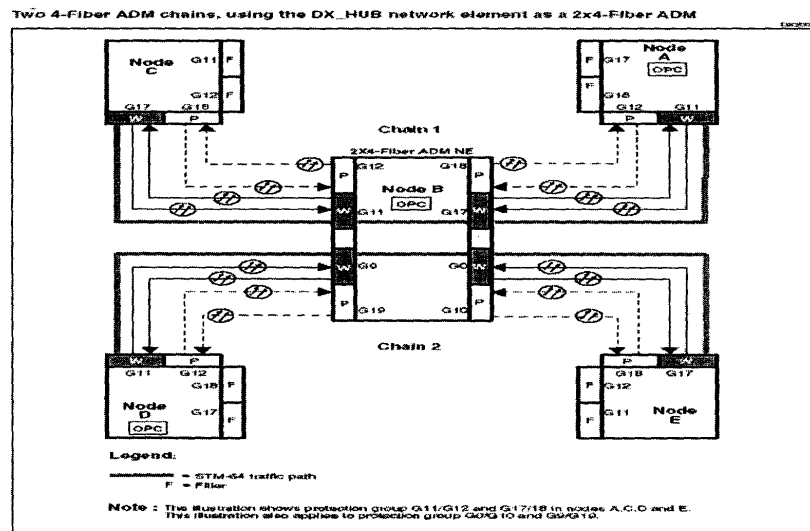 Two 4-Fiber ADM chains, using the DX_HUB network element as a 2x4-Fiber ADM
Node C
G11 F
G12 F
G17 G18
W P
Node A
OPC
F G17
F G18
G12 G11
P W
Chain 1
2X4-Fiber ADM NE
P G12 G18 P
Node B
OPC
W G11 G17 W
W G9 G9 W
P G19 G10 P
Chain 2
W P
G11 G12
G18 F
G17 F
Node D
OPC
P W
G18 G17
F G12
F G11
Node E
Legend:
= STM-64 traffic path
F = Filler
Note : The illustration shows protection group G11/G12 and G17/18 in nodes A,C,D and E.
This illustration also applies to protection group G0/G10 and G9/G19.